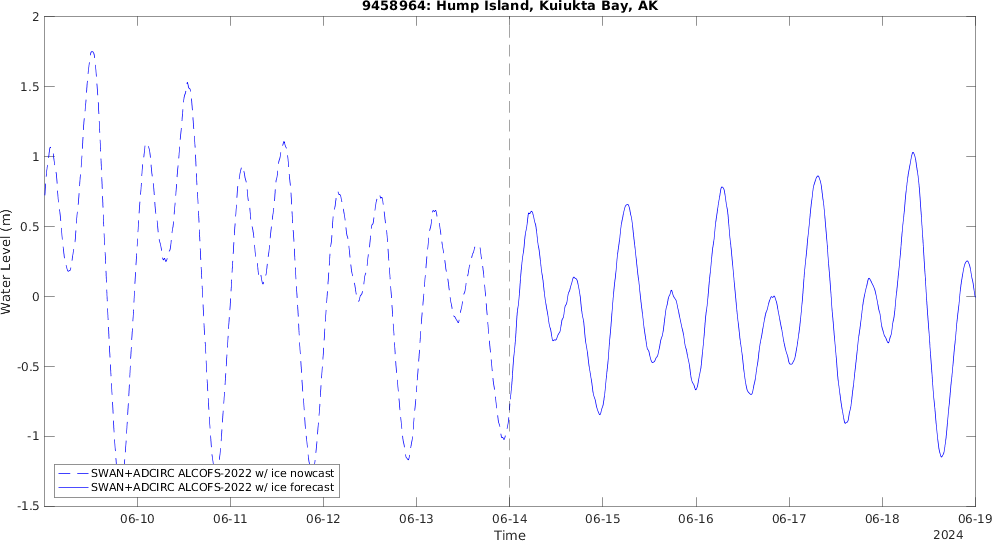 9458964: Hump Island, Kuiukta Bay, AK
2
1.5
1
0.5
0
-0.5
-1
-1.5
Water Level (m)
SWAN+ADCIRC ALCOFS-2022 w/ ice nowcast
SWAN+ADCIRC ALCOFS-2022 w/ ice forecast
06-10 06-11 06-12 06-13 06-14 06-15 06-16 06-17 06-18 06-19
Time
2024